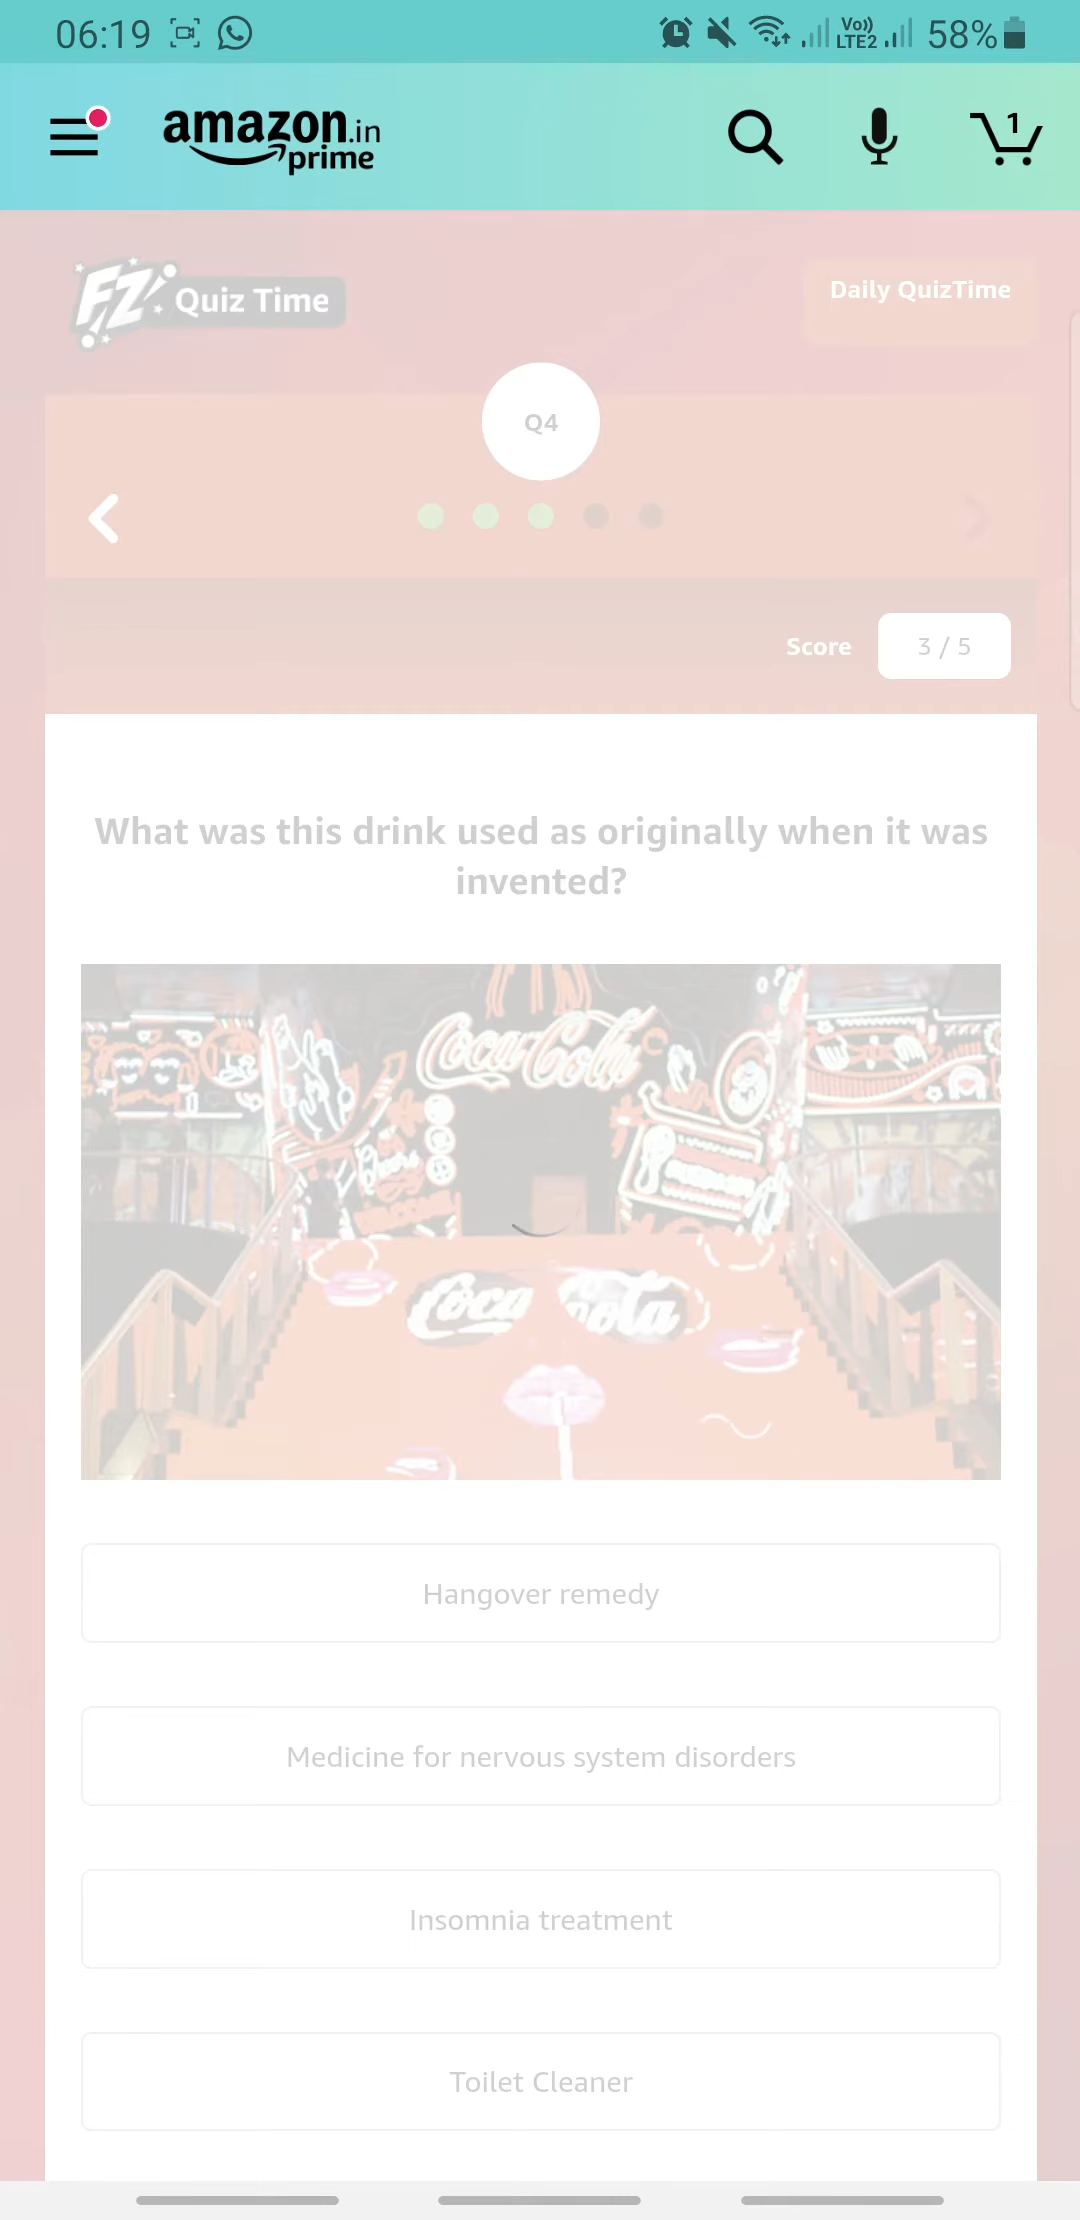 06:19
Vo))
LTE2
58%
amazon.in
prime
1
FZ Quiz Time
Daily QuizTime
Q4
Score
3 / 5
What was this drink used as originally when it was
invented?
Coca-Cola
Coca Cola
Hangover remedy
Medicine for nervous system disorders
Insomnia treatment
Toilet Cleaner